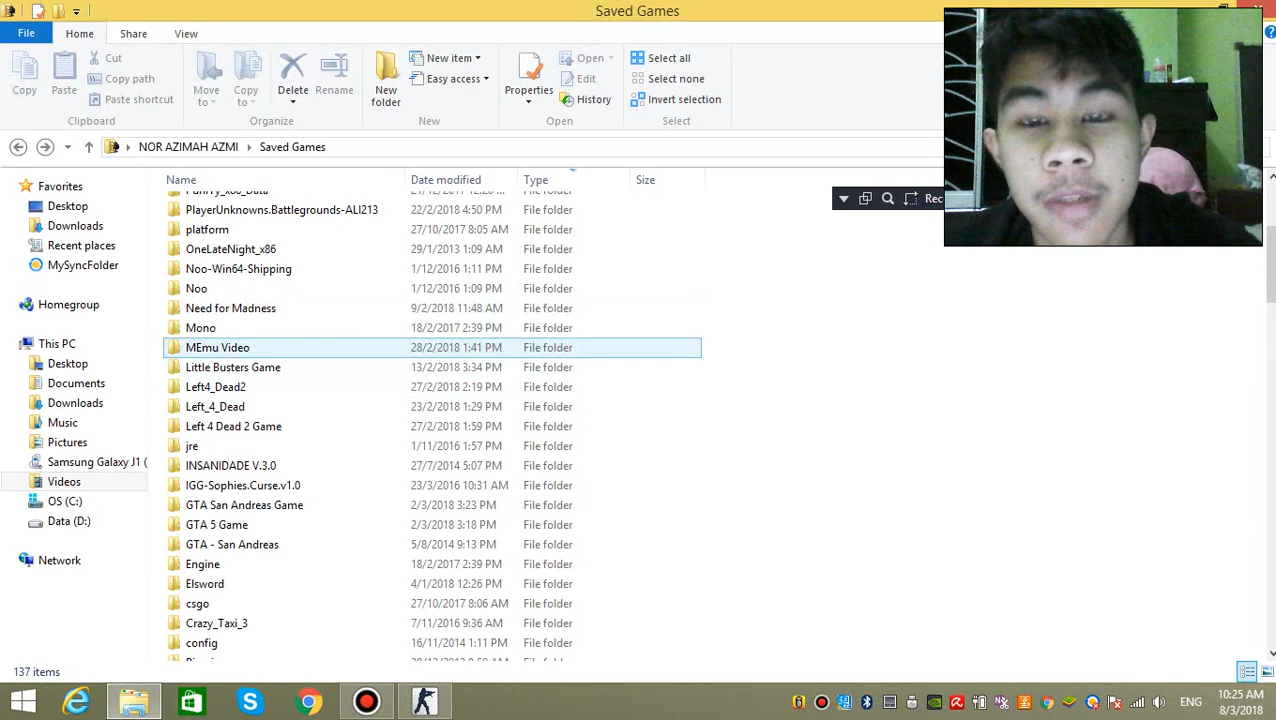 Saved Games
File Home Share View
Copy Paste Cut Copy path Paste shortcut Clipboard
Move to Copy to Delete Rename Organize
New folder New item Easy access New
Properties Open Edit History Open
Select all Select none Invert selection Select
NOR AZIMAH AZMI Saved Games
Name Date modified Type Size
Rec
PlayerUnknowns.Battlegrounds-ALI213 22/2/2018 4:50 PM File folder
platform 27/10/2017 8:05 AM File folder
OneLateNight_x86 29/1/2013 1:09 AM File folder
Noo-Win64-Shipping 1/12/2016 1:11 PM File folder
Noo 1/12/2016 1:09 PM File folder
Need for Madness 9/2/2018 11:48 AM File folder
Mono 18/2/2017 2:39 PM File folder
MEmu Video 28/2/2018 1:41 PM File folder
Little Busters Game 13/2/2018 3:34 PM File folder
Left4_Dead2 27/2/2018 2:19 PM File folder
Left_4_Dead 23/2/2018 1:29 PM File folder
Left 4 Dead 2 Game 27/2/2018 1:59 PM File folder
jre 1/11/2016 1:57 PM File folder
INSANIDADE V.3.0 27/7/2014 5:07 PM File folder
IGG-Sophies.Curse.v1.0 23/3/2016 10:31 AM File folder
GTA San Andreas Game 2/3/2018 3:23 PM File folder
GTA 5 Game 2/3/2018 3:18 PM File folder
GTA - San Andreas 5/8/2014 9:13 PM File folder
Engine 18/2/2017 2:39 PM File folder
Elsword 4/1/2018 12:26 PM File folder
csgo 27/10/2017 8:06 AM File folder
Crazy_Taxi_3 7/11/2016 9:36 AM File folder
config 16/11/2014 1:11 PM File folder
Favorites
Desktop
Downloads
Recent places
MySyncFolder
Homegroup
This PC
Desktop
Documents
Downloads
Music
Pictures
Samsung Galaxy J1 (
Videos
OS (C:)
Data (D:)
Network
137 items
ENG
10:25 AM
8/3/2018